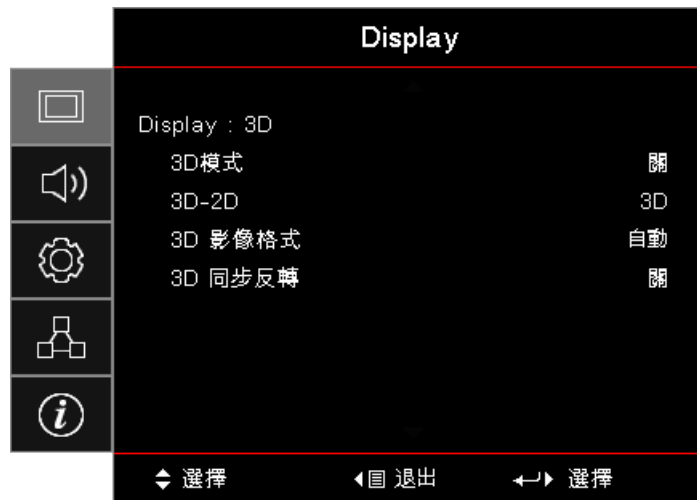 Display
Display : 3D
3D模式 關
3D-2D 3D
3D 影像格式 自動
3D 同步反轉 關
選擇 退出 選擇